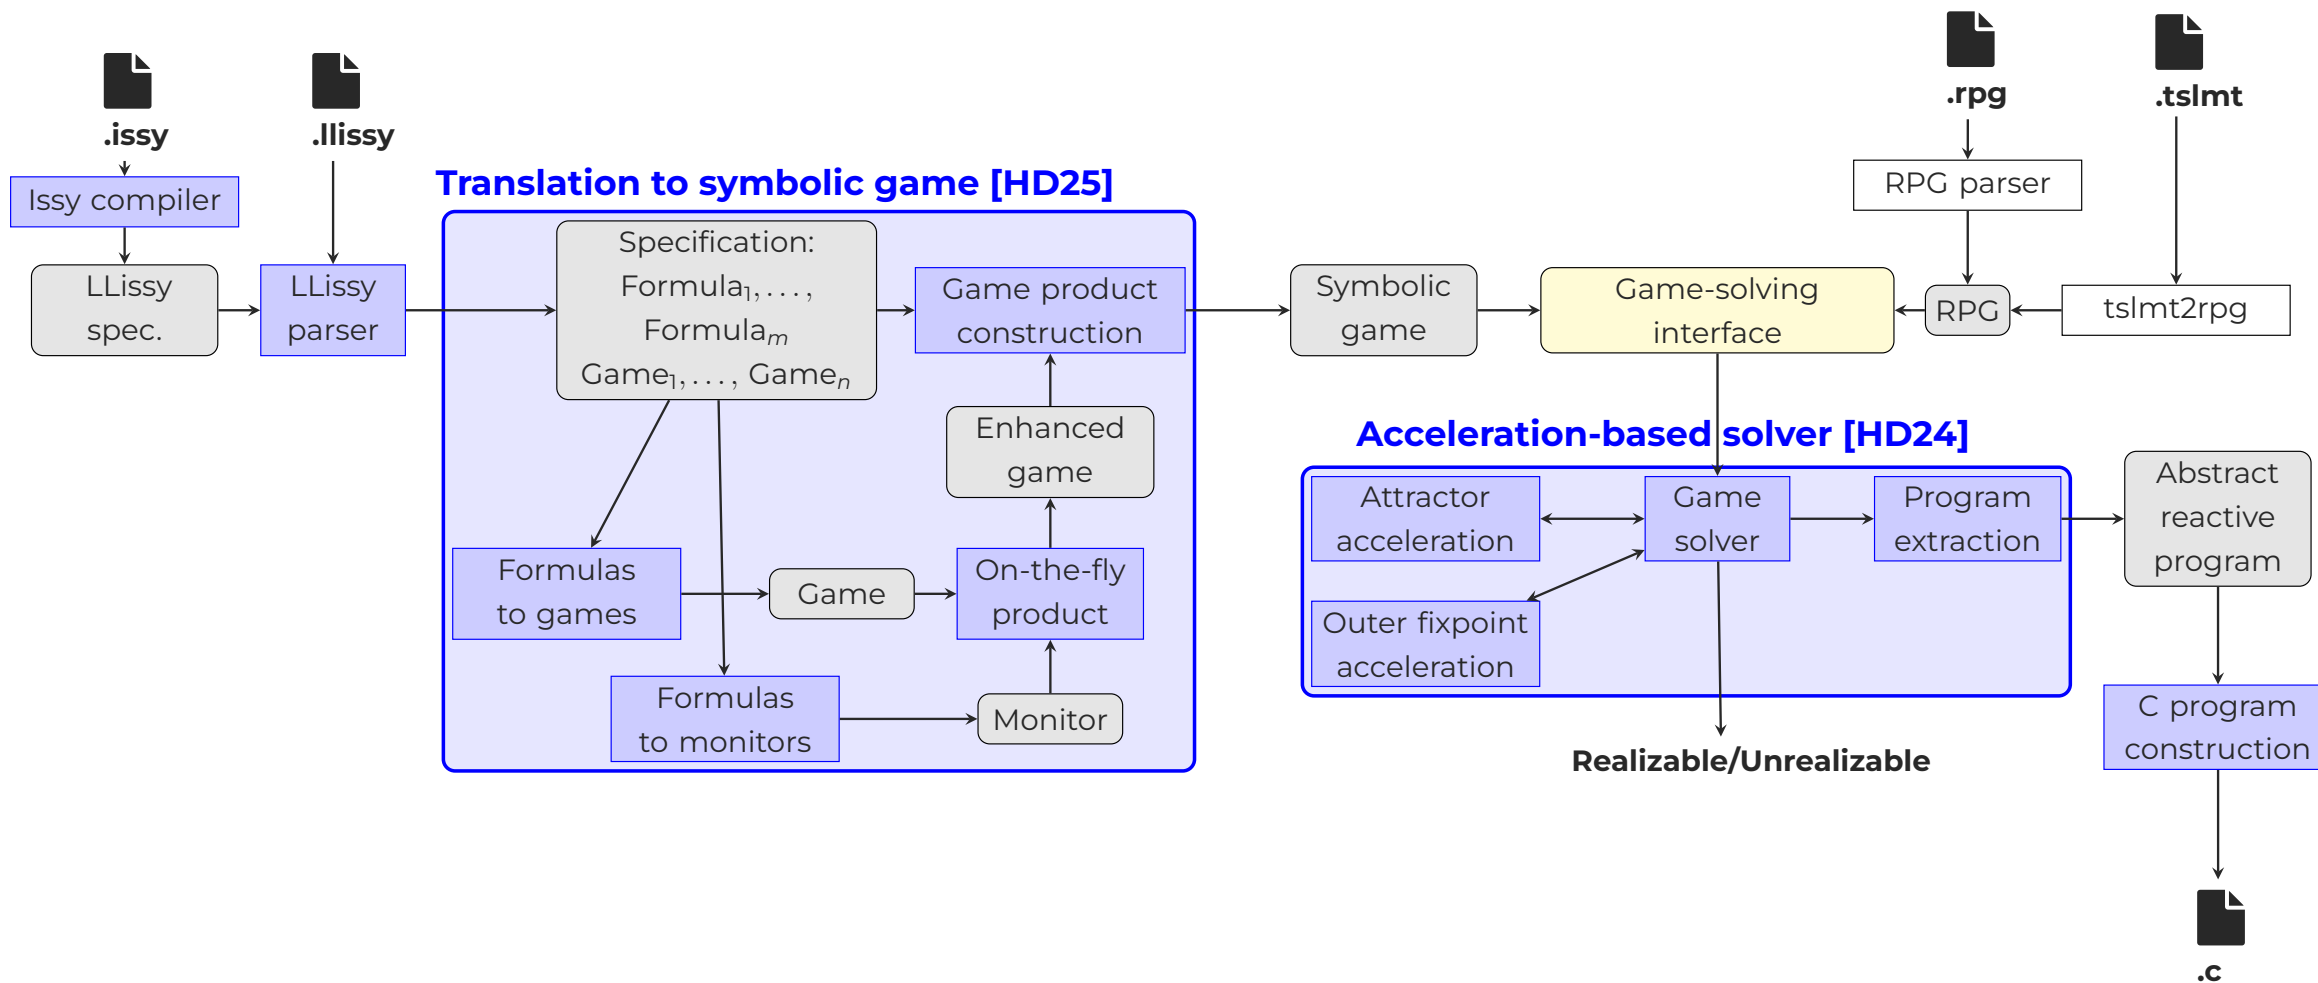 .issy
.llissy
.rpg
.tslmt
Issy compiler
LLissy
spec.
LLissy
parser
Translation to symbolic game [HD25]
Specification:
Formula₁, …,
Formulaₘ
Game₁, …, Gameₙ
Game product
construction
Enhanced
game
Formulas
to games
Game
On-the-fly
product
Formulas
to monitors
Monitor
Symbolic
game
Game-solving
interface
RPG parser
RPG
tslmt2rpg
Acceleration-based solver [HD24]
Attractor
acceleration
Game
solver
Program
extraction
Outer fixpoint
acceleration
Realizable/Unrealizable
Abstract
reactive
program
C program
construction
.c